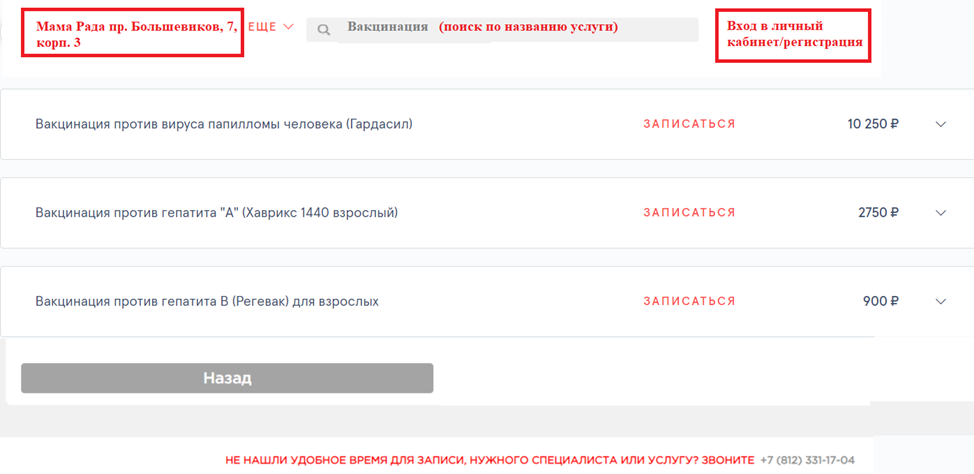 Мама Рада пр. Большевиков, 7, корп. 3
ЕЩЕ
Вакцинация (поиск по названию услуги)
Вход в личный кабинет/регистрация
Вакцинация против вируса папилломы человека (Гардасил) ЗАПИСАТЬСЯ 10 250 ₽
Вакцинация против гепатита "А" (Хаврикс 1440 взрослый) ЗАПИСАТЬСЯ 2750 ₽
Вакцинация против гепатита В (Регевак) для взрослых ЗАПИСАТЬСЯ 900 ₽
Назад
НЕ НАШЛИ УДОБНОЕ ВРЕМЯ ДЛЯ ЗАПИСИ, НУЖНОГО СПЕЦИАЛИСТА ИЛИ УСЛУГУ? ЗВОНИТЕ +7 (812) 331-17-04